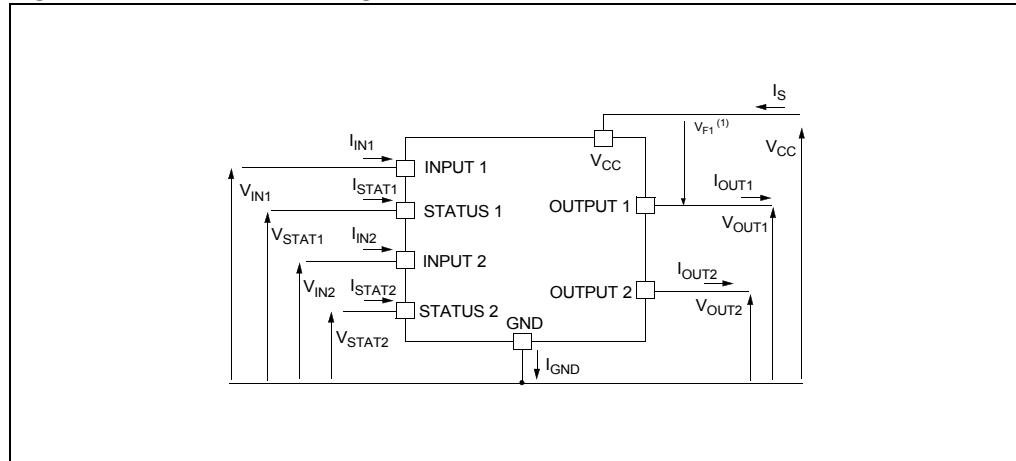 I_S
V_F1 (1)
V_CC
V_CC
I_IN1
INPUT 1
V_IN1
I_STAT1
STATUS 1
V_STAT1
I_IN2
INPUT 2
V_IN2
I_STAT2
STATUS 2
V_STAT2
OUTPUT 1
I_OUT1
V_OUT1
OUTPUT 2
I_OUT2
V_OUT2
GND
I_GND